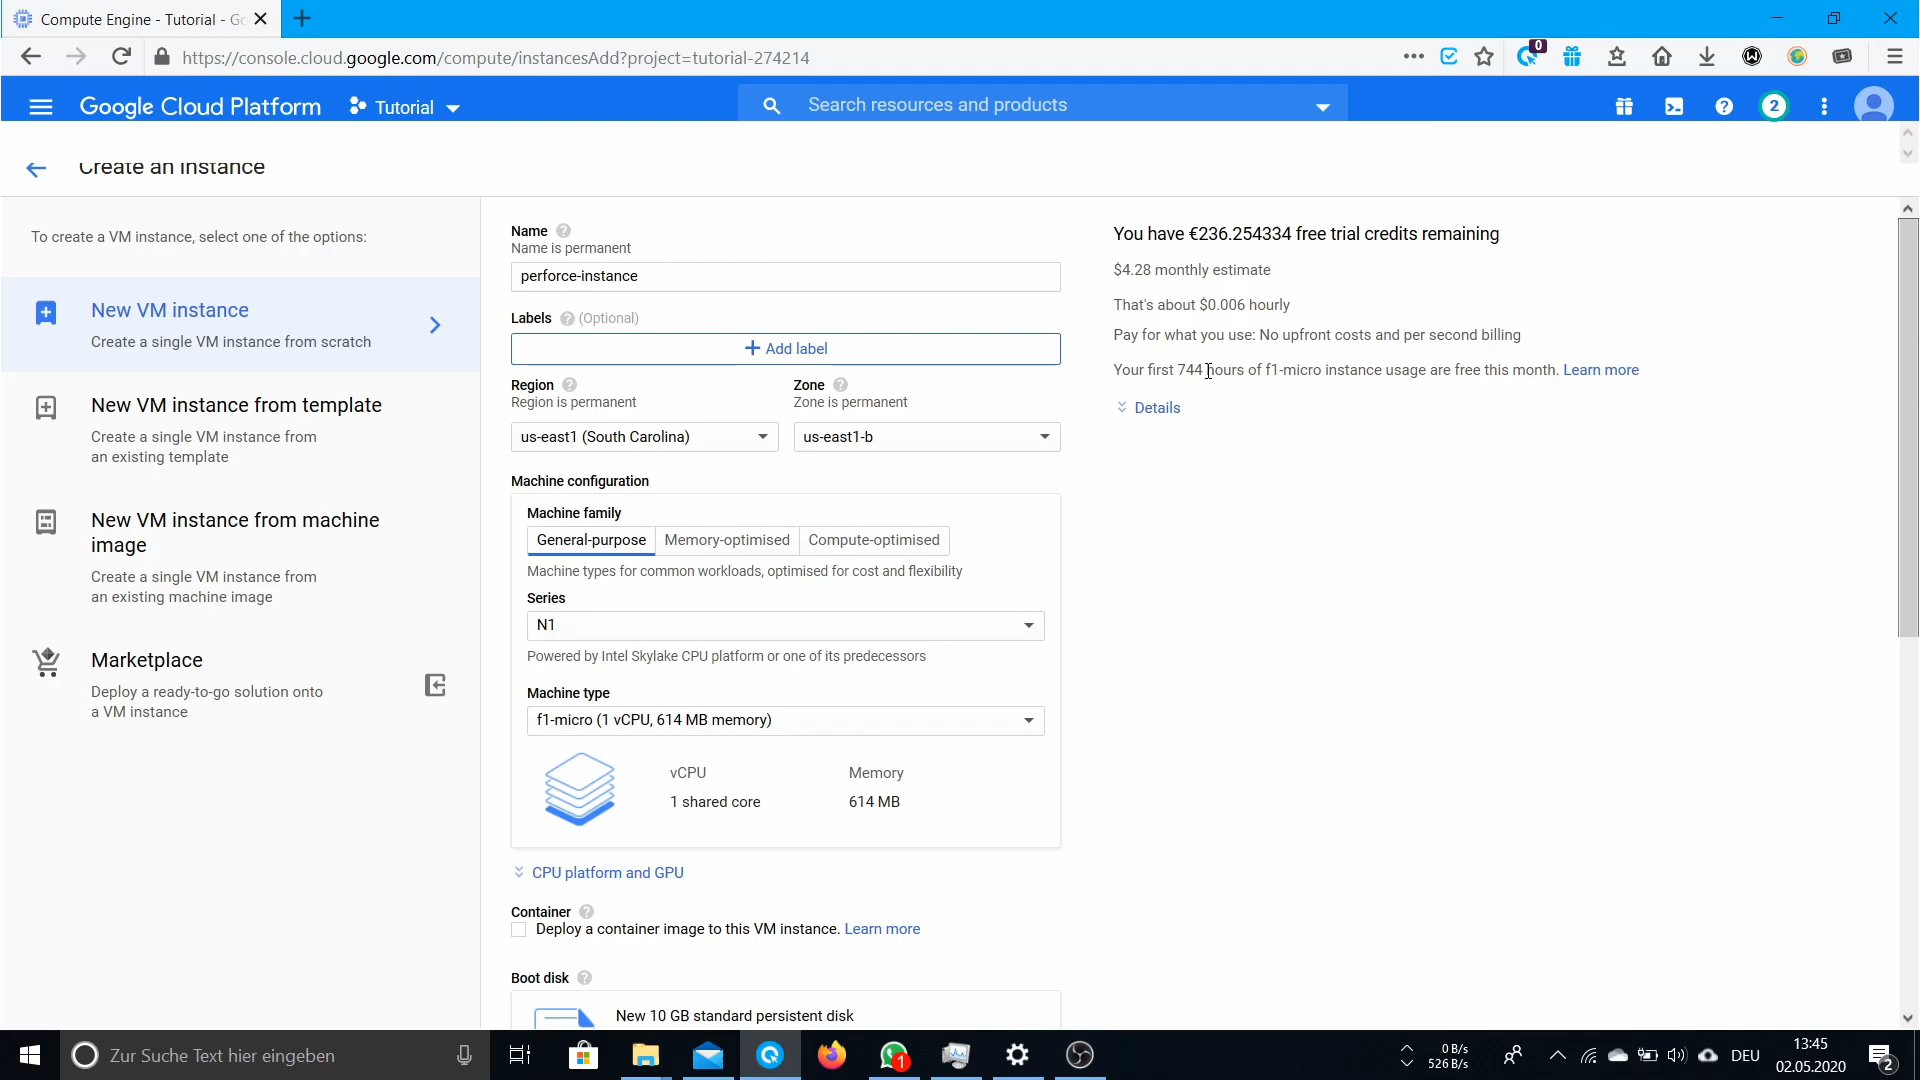 Compute Engine - Tutorial - Go
https://console.cloud.google.com/compute/instancesAdd?project=tutorial-274214
0
Google Cloud Platform
Tutorial
Search resources and products
2
Create an instance
To create a VM instance, select one of the options:
New VM instance
Create a single VM instance from scratch
New VM instance from template
Create a single VM instance from
an existing template
New VM instance from machine
image
Create a single VM instance from
an existing machine image
Marketplace
Deploy a ready-to-go solution onto
a VM instance
Name
Name is permanent
perforce-instance
Labels (Optional)
+ Add label
Region
Region is permanent
us-east1 (South Carolina)
Zone
Zone is permanent
us-east1-b
Machine configuration
Machine family
General-purpose
Memory-optimised
Compute-optimised
Machine types for common workloads, optimised for cost and flexibility
Series
N1
Powered by Intel Skylake CPU platform or one of its predecessors
Machine type
f1-micro (1 vCPU, 614 MB memory)
vCPU
Memory
1 shared core
614 MB
CPU platform and GPU
Container
Deploy a container image to this VM instance. Learn more
Boot disk
New 10 GB standard persistent disk
You have €236.254334 free trial credits remaining
$4.28 monthly estimate
That's about $0.006 hourly
Pay for what you use: No upfront costs and per second billing
Your first 744 hours of f1-micro instance usage are free this month. Learn more
Details
Zur Suche Text hier eingeben
1
0 B/s
526 B/s
DEU
13:45
02.05.2020
2